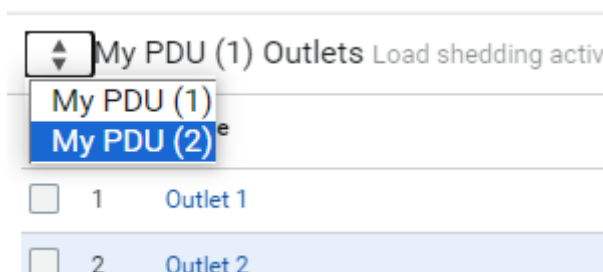 My PDU (1) Outlets Load shedding activ
My PDU (1)
My PDU (2)
1 Outlet 1
2 Outlet 2